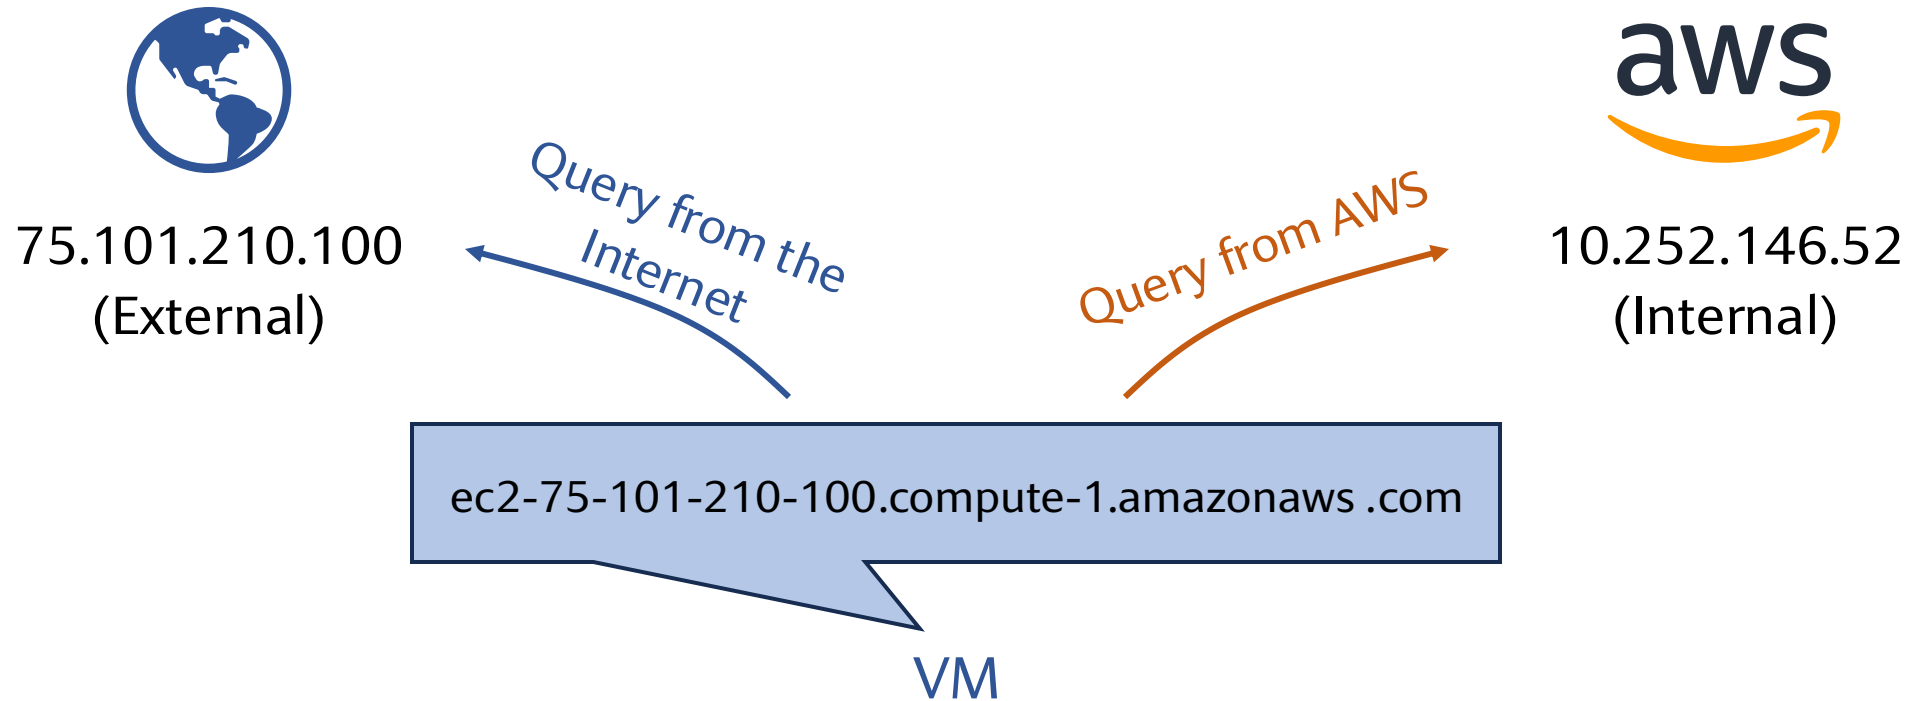 aws
Query from the
Internet
Query from AWS
75.101.210.100
(External)
10.252.146.52
(Internal)
ec2-75-101-210-100.compute-1.amazonaws .com
VM